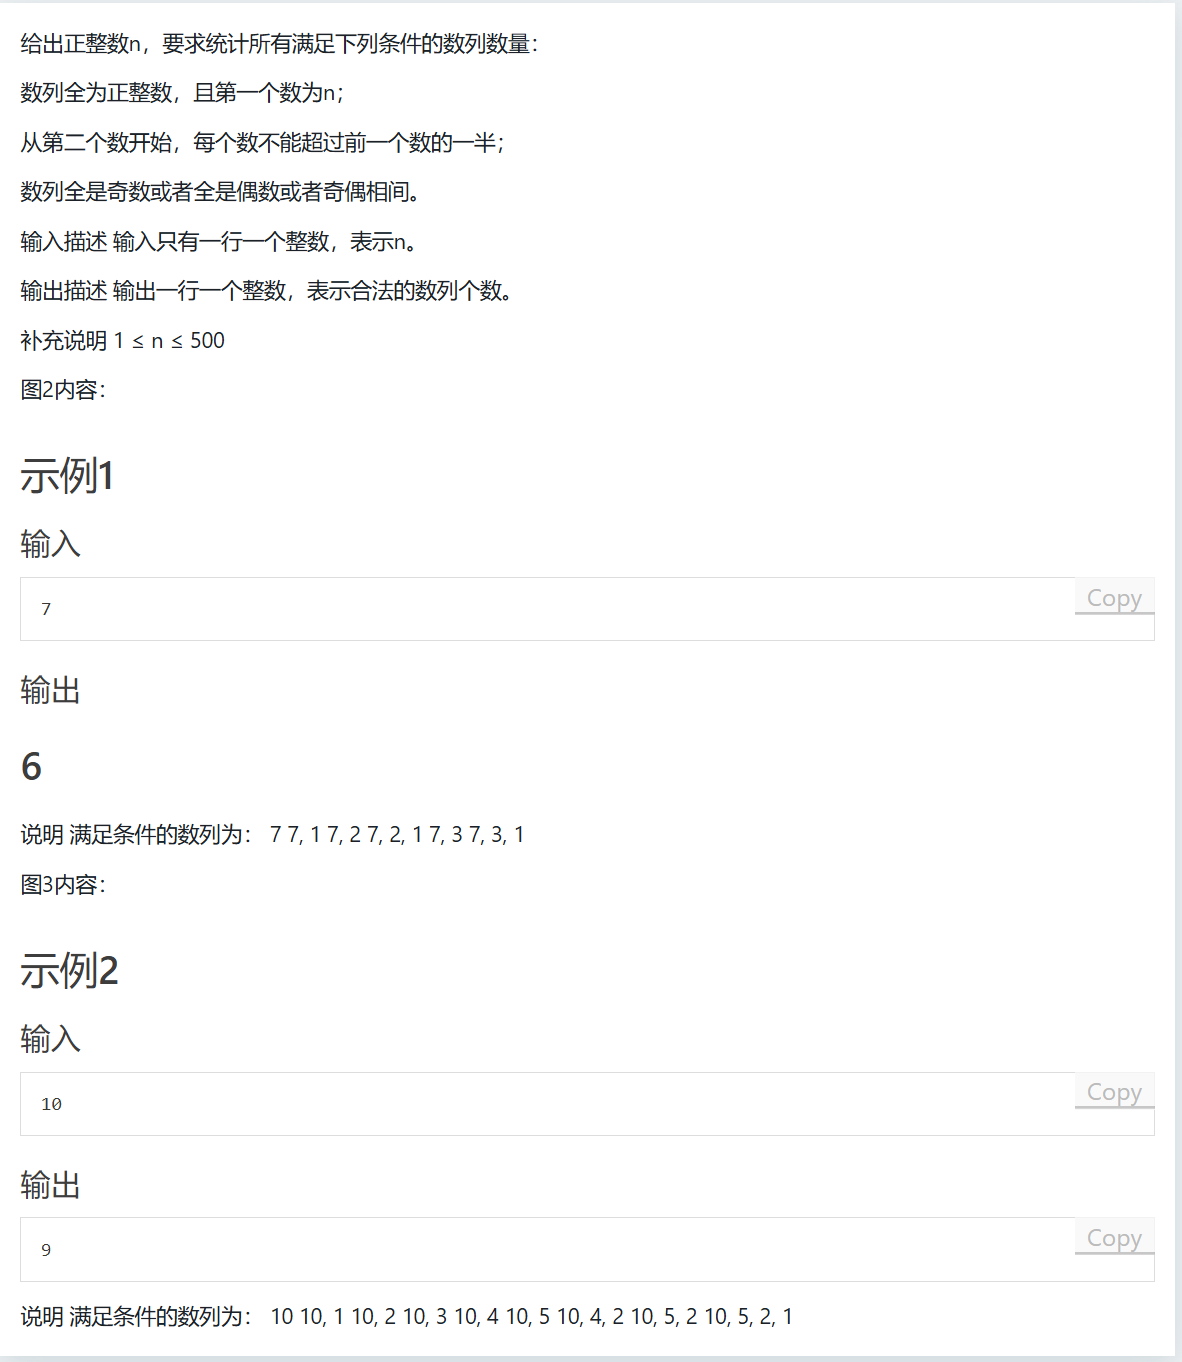 给出正整数n，要求统计所有满足下列条件的数列数量：
数列全为正整数，且第一个数为n；
从第二个数开始，每个数不能超过前一个数的一半；
数列全是奇数或者全是偶数或者奇偶相间。
输入描述 输入只有一行一个整数，表示n。
输出描述 输出一行一个整数，表示合法的数列个数。
补充说明 1 ≤ n ≤ 500
图2内容：
示例1
输入
Copy
7
输出
6
说明 满足条件的数列为： 7 7, 1 7, 2 7, 2, 1 7, 3 7, 3, 1
图3内容：
示例2
输入
Copy
10
输出
Copy
9
说明 满足条件的数列为： 10 10, 1 10, 2 10, 3 10, 4 10, 5 10, 4, 2 10, 5, 2 10, 5, 2, 1